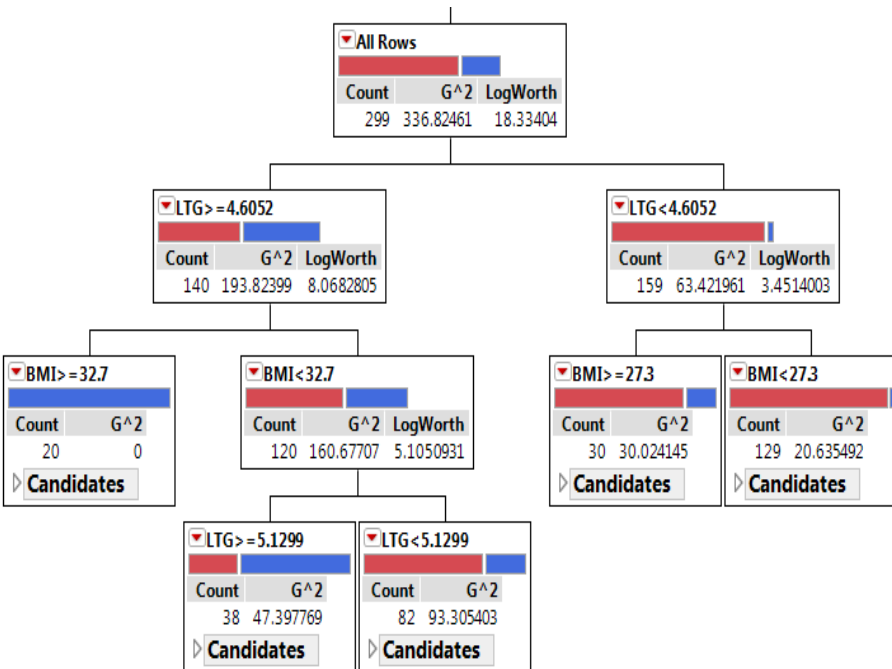 All Rows
Count G^2 LogWorth
299 336.82461 18.33404
LTG>=4.6052
Count G^2 LogWorth
140 193.82399 8.0682805
LTG<4.6052
Count G^2 LogWorth
159 63.421961 3.4514003
BMI>=32.7
Count G^2
20 0
Candidates
BMI<32.7
Count G^2 LogWorth
120 160.67707 5.1050931
BMI>=27.3
Count G^2
30 30.024145
Candidates
BMI<27.3
Count G^2
129 20.635492
Candidates
LTG>=5.1299
Count G^2
38 47.397769
Candidates
LTG<5.1299
Count G^2
82 93.305403
Candidates